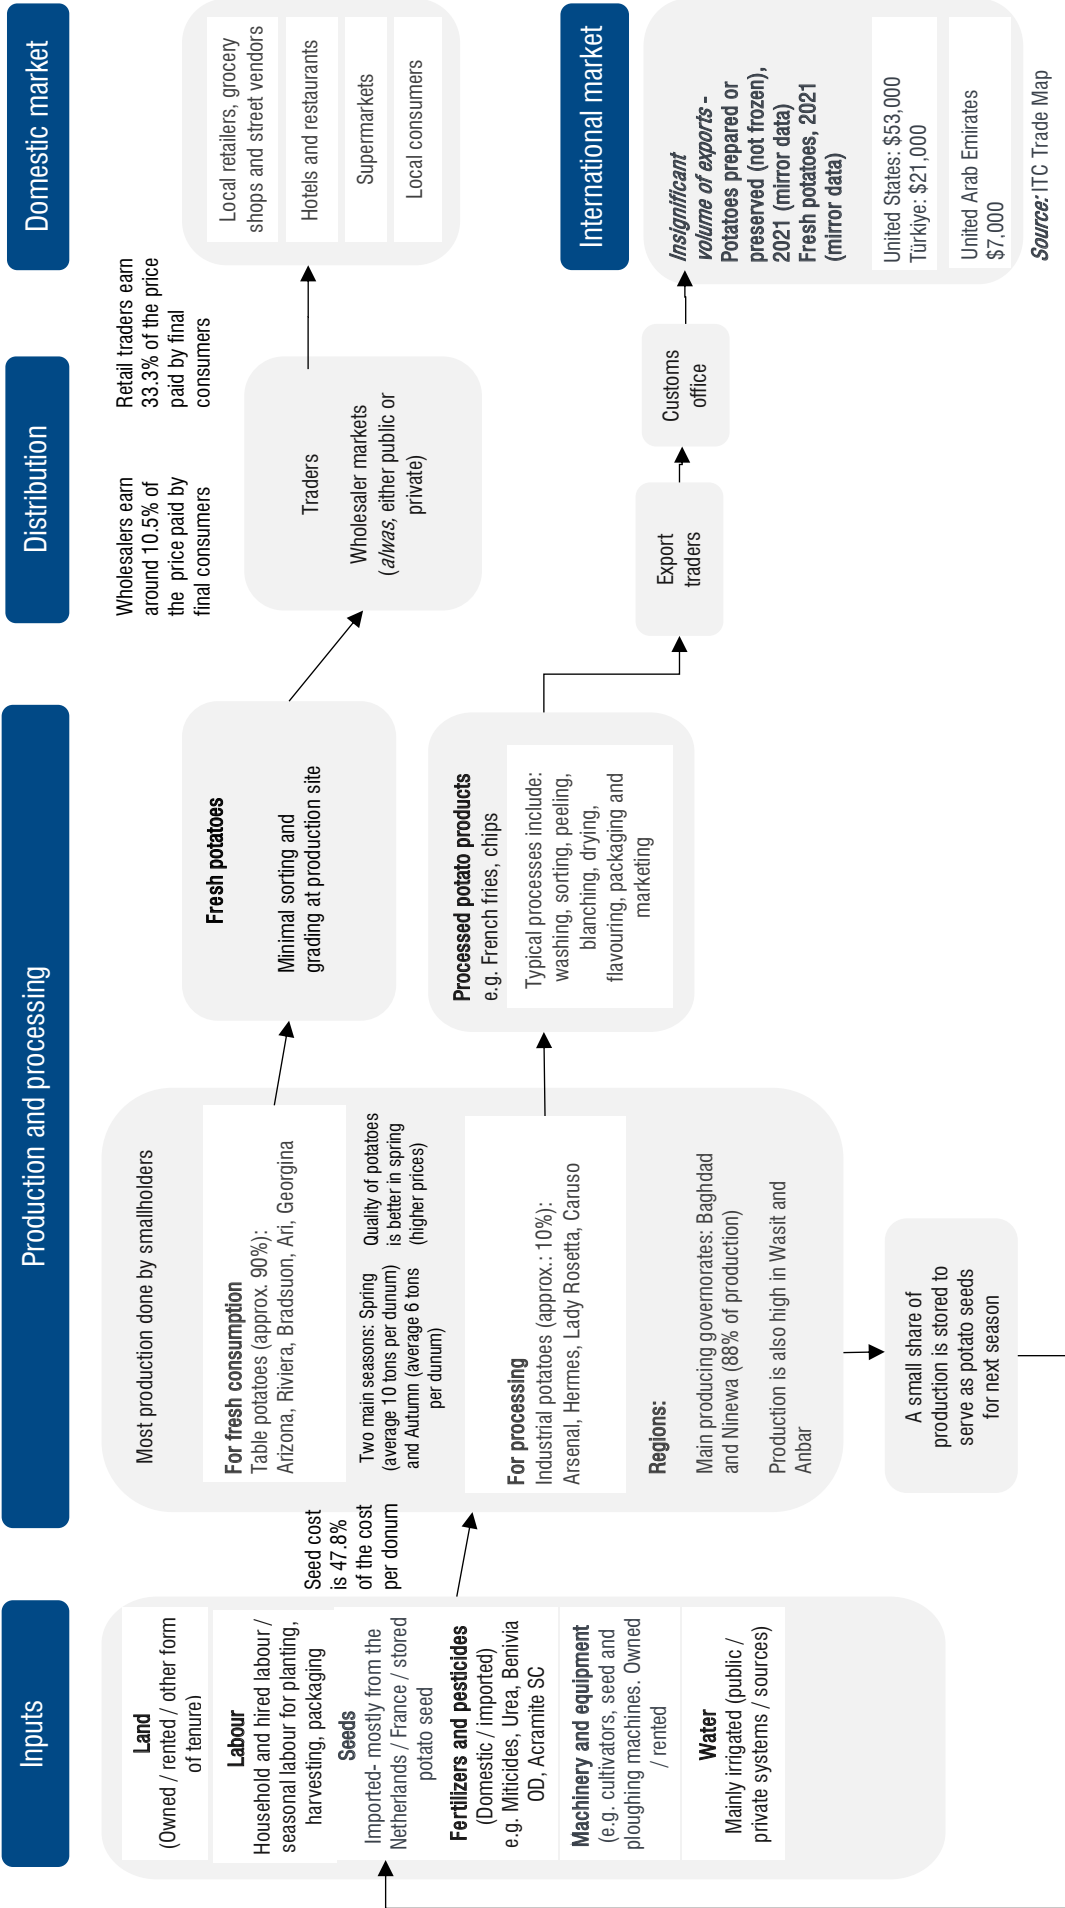 Inputs
Production and processing
Distribution
Domestic market
Land
(Owned / rented / other form
of tenure)
Labour
Household and hired labour /
seasonal labour for planting,
harvesting, packaging
Seeds
Imported- mostly from the
Netherlands / France / stored
potato seed
Fertilizers and pesticides
(Domestic / imported)
e.g. Miticides, Urea, Benivia
OD, Acramite SC
Machinery and equipment
(e.g. cultivators, seed and
ploughing machines. Owned
/ rented
Water
Mainly irrigated (public /
private systems / sources)
Seed cost
is 47.8%
of the cost
per donum
Most production done by smallholders
For fresh consumption
Table potatoes (approx. 90%):
Arizona, Riviera, Bradsuon, Ari, Georgina
Two main seasons: Spring
(average 10 tons per dunum)
and Autumn (average 6 tons
per dunum)
Quality of potatoes
is better in spring
(higher prices)
For processing
Industrial potatoes (approx.: 10%):
Arsenal, Hermes, Lady Rosetta, Caruso
Regions:
Main producing governorates: Baghdad
and Ninewa (88% of production)
Production is also high in Wasit and
Anbar
A small share of
production is stored to
serve as potato seeds
for next season
Fresh potatoes
Minimal sorting and
grading at production site
Processed potato products
e.g. French fries, chips
Typical processes include:
washing, sorting, peeling,
blanching, drying,
flavouring, packaging and
marketing
Wholesalers earn
around 10.5% of
the price paid by
final consumers
Retail traders earn
33.3% of the price
paid by final
consumers
Traders
Wholesaler markets
(alwas, either public or
private)
Export
traders
Customs
office
Local retailers, grocery
shops and street vendors
Hotels and restaurants
Supermarkets
Local consumers
International market
Insignificant
volume of exports -
Potatoes prepared or
preserved (not frozen),
2021 (mirror data)
Fresh potatoes, 2021
(mirror data)
United States: $53,000
Türkiye: $21,000
United Arab Emirates
$7,000
Source: ITC Trade Map